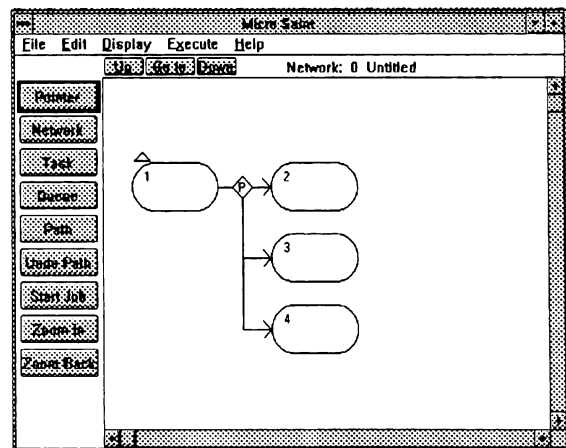 Micro Saint
File Edit Display Execute Help
Up Go to Down Network: 0 Untitled
Pointer
Network
Task
Queue
Path
Undo Path
Start Job
Zoom In
Zoom Back
1
P
2
3
4